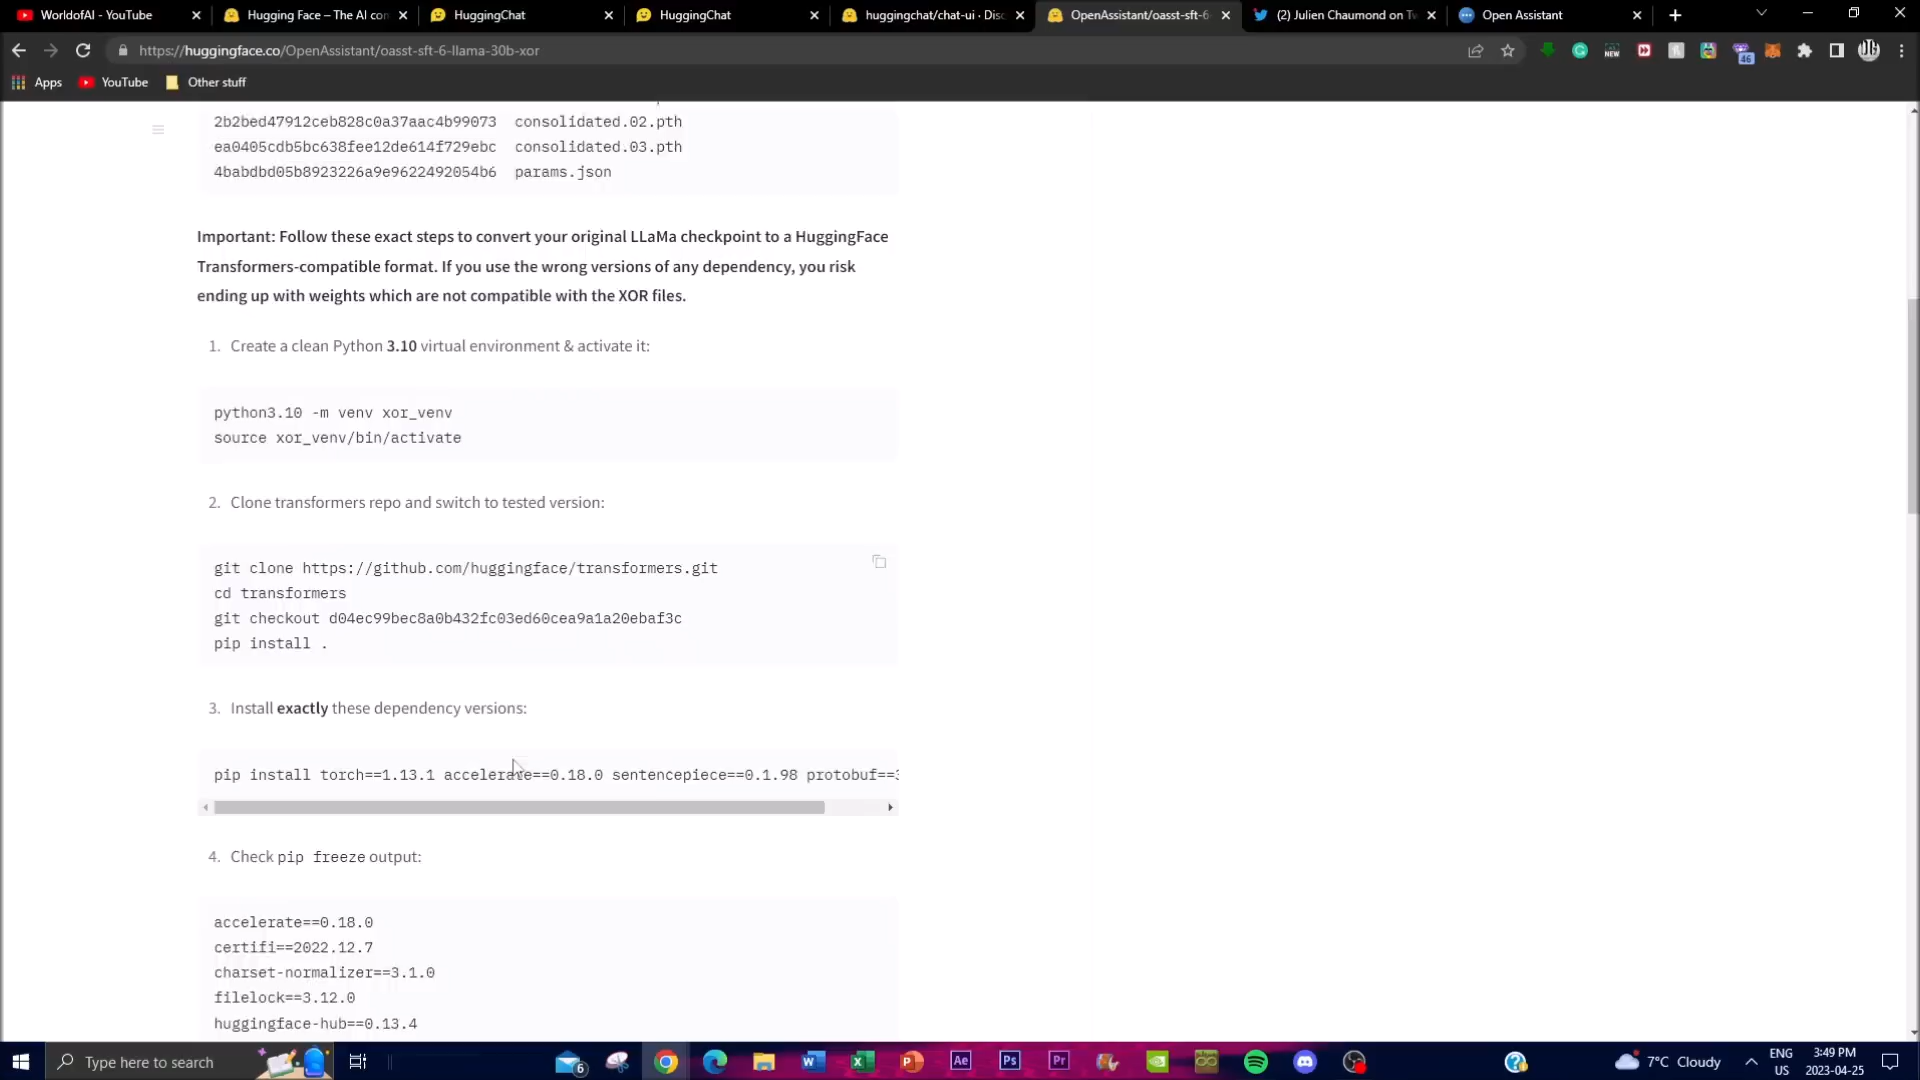 WorldofAI - YouTube
Hugging Face – The AI con
HuggingChat
HuggingChat
huggingchat/chat-ui · Disc
OpenAssistant/oasst-sft-6-
(2) Julien Chaumond on Tw
Open Assistant
https://huggingface.co/OpenAssistant/oasst-sft-6-llama-30b-xor
NEW
46
Apps
YouTube
Other stuff
2b2bed47912ceb828c0a37aac4b99073 consolidated.02.pth
ea0405cdb5bc638fee12de614f729ebc consolidated.03.pth
4babdbd05b8923226a9e9622492054b6 params.json
Important: Follow these exact steps to convert your original LLaMa checkpoint to a HuggingFace
Transformers-compatible format. If you use the wrong versions of any dependency, you risk
ending up with weights which are not compatible with the XOR files.
1. Create a clean Python 3.10 virtual environment & activate it:
python3.10 -m venv xor_venv
source xor_venv/bin/activate
2. Clone transformers repo and switch to tested version:
git clone https://github.com/huggingface/transformers.git
cd transformers
git checkout d04ec99bec8a0b432fc03ed60cea9a1a20ebaf3c
pip install .
3. Install exactly these dependency versions:
pip install torch==1.13.1 accelerate==0.18.0 sentencepiece==0.1.98 protobuf==3
4. Check pip freeze output:
accelerate==0.18.0
certifi==2022.12.7
charset-normalizer==3.1.0
filelock==3.12.0
huggingface-hub==0.13.4
Type here to search
6
W
X
P
Ae
Ps
Pr
7°C Cloudy
ENG
US
3:49 PM
2023-04-25